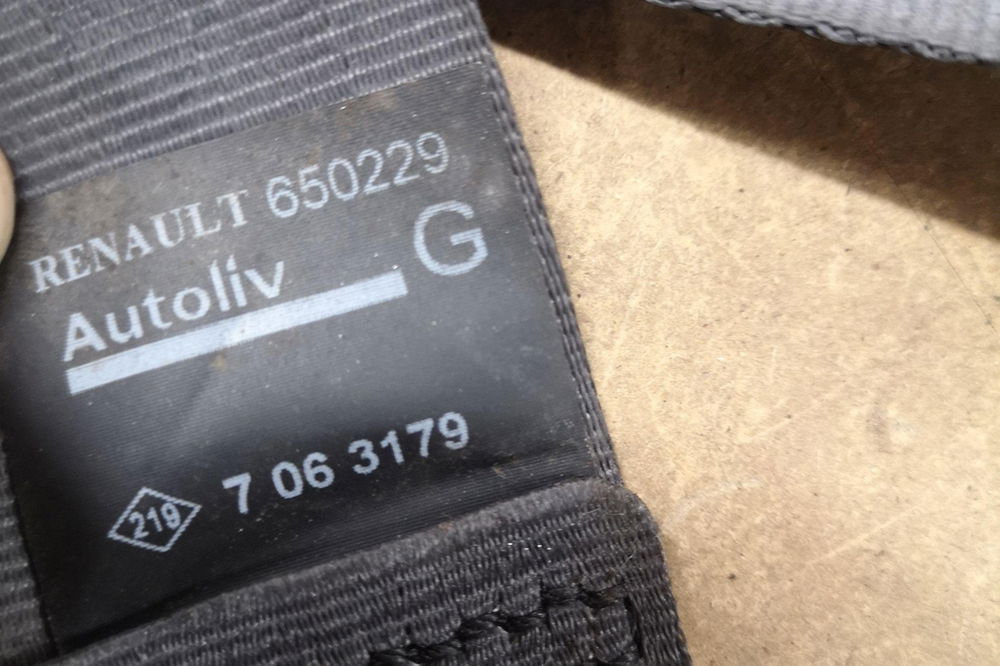 RENAULT 650229
Autoliv G
219 7 06 3179